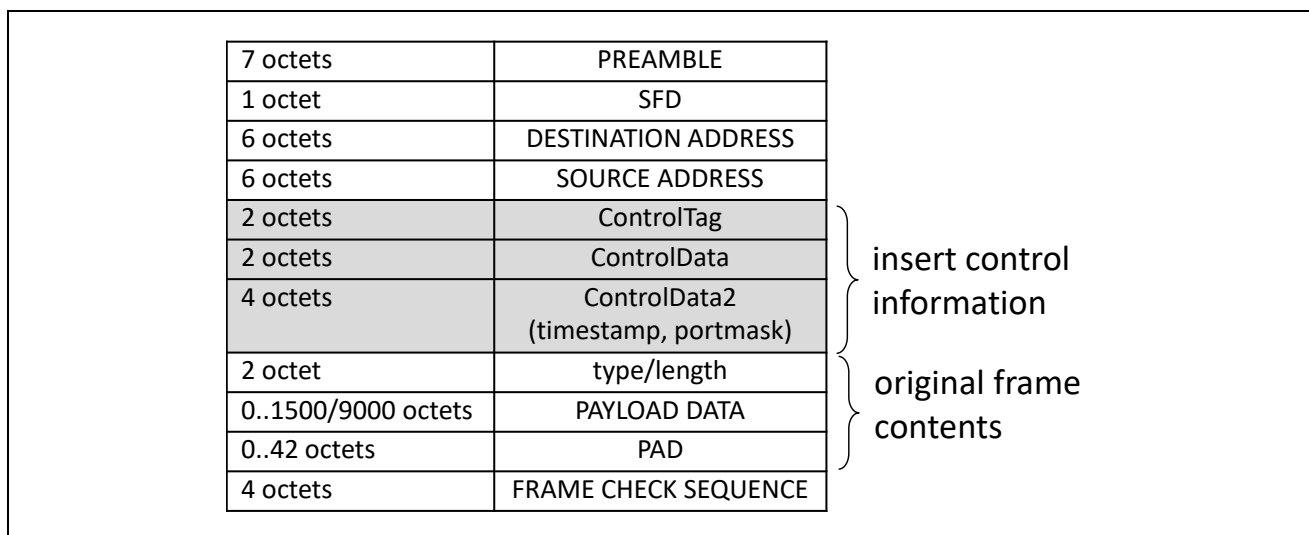 7 octets PREAMBLE
1 octet SFD
6 octets DESTINATION ADDRESS
6 octets SOURCE ADDRESS
2 octets ControlTag
2 octets ControlData
4 octets ControlData2
(timestamp, portmask)
insert control
information
2 octet type/length
0..1500/9000 octets PAYLOAD DATA
0..42 octets PAD
original frame
contents
4 octets FRAME CHECK SEQUENCE